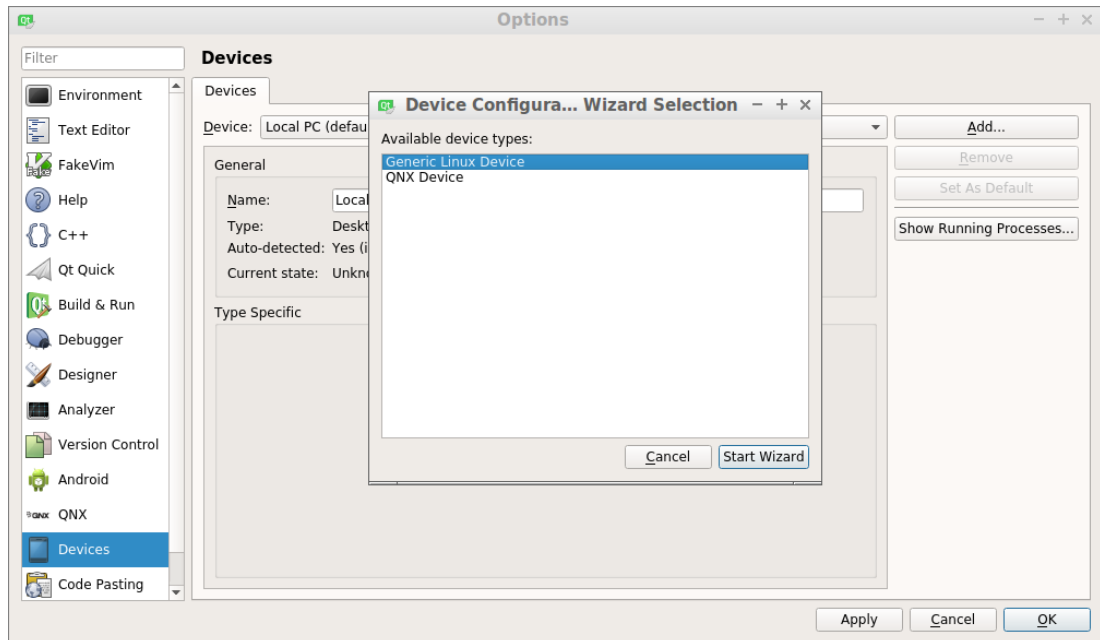 Options
Filter
Devices
Environment
Text Editor
FakeVim
Help
C++
Qt Quick
Build & Run
Debugger
Designer
Analyzer
Version Control
Android
QNX
Devices
Code Pasting
Devices
Device: Local PC (defau
Add...
Remove
Set As Default
Show Running Processes...
General
Name: Local
Type: Deskt
Auto-detected: Yes (i
Current state: Unkno
Type Specific
Device Configura... Wizard Selection
Available device types:
Generic Linux Device
QNX Device
Cancel
Start Wizard
Apply
Cancel
OK